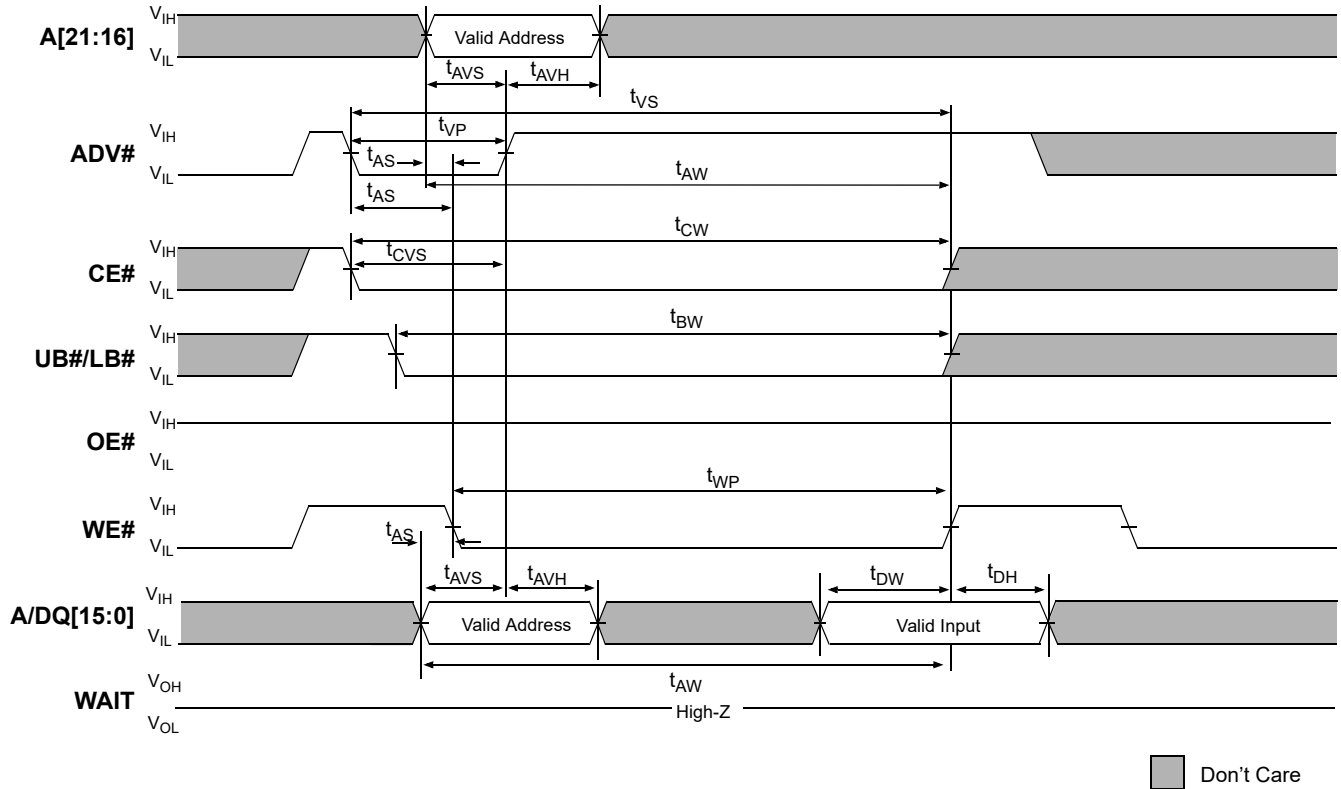 A[21:16]
VIH
VIL
Valid Address
tAVS
tAVH
tVS
ADV#
VIH
VIL
tVP
tAS
tAW
tAS
CE#
VIH
VIL
tCW
tCVS
UB#/LB#
VIH
VIL
tBW
OE#
VIH
VIL
WE#
VIH
VIL
tWP
tAS
A/DQ[15:0]
VIH
VIL
tAVS
tAVH
tDW
tDH
Valid Address
Valid Input
tAW
WAIT
VOH
VOL
High-Z
Don't Care